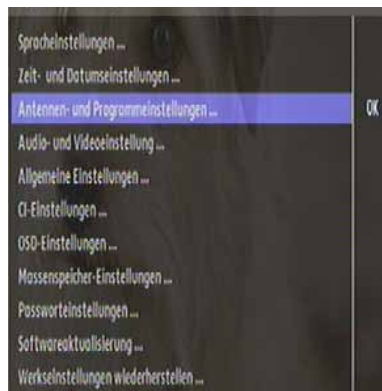 Spracheinstellungen ...
Zeit- und Datumseinstellungen ...
Antennen- und Programmeinstellungen ... OK
Audio- und Videoeinstellung ...
Allgemeine Einstellungen ...
CI-Einstellungen ...
OSD-Einstellungen ...
Massenspeicher-Einstellungen ...
Passworteinstellungen ...
Softwareaktualisierung ...
Werkseinstellungen wiederherstellen ...